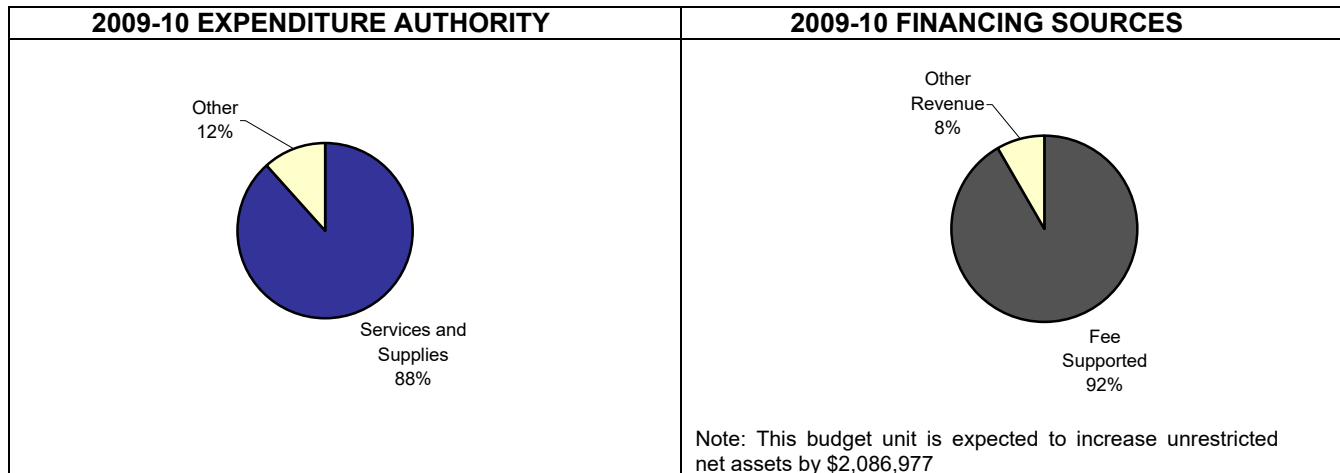 2009-10 EXPENDITURE AUTHORITY
2009-10 FINANCING SOURCES
Other
12%
Services and
Supplies
88%
Other
Revenue
8%
Fee
Supported
92%
Note: This budget unit is expected to increase unrestricted
net assets by $2,086,977